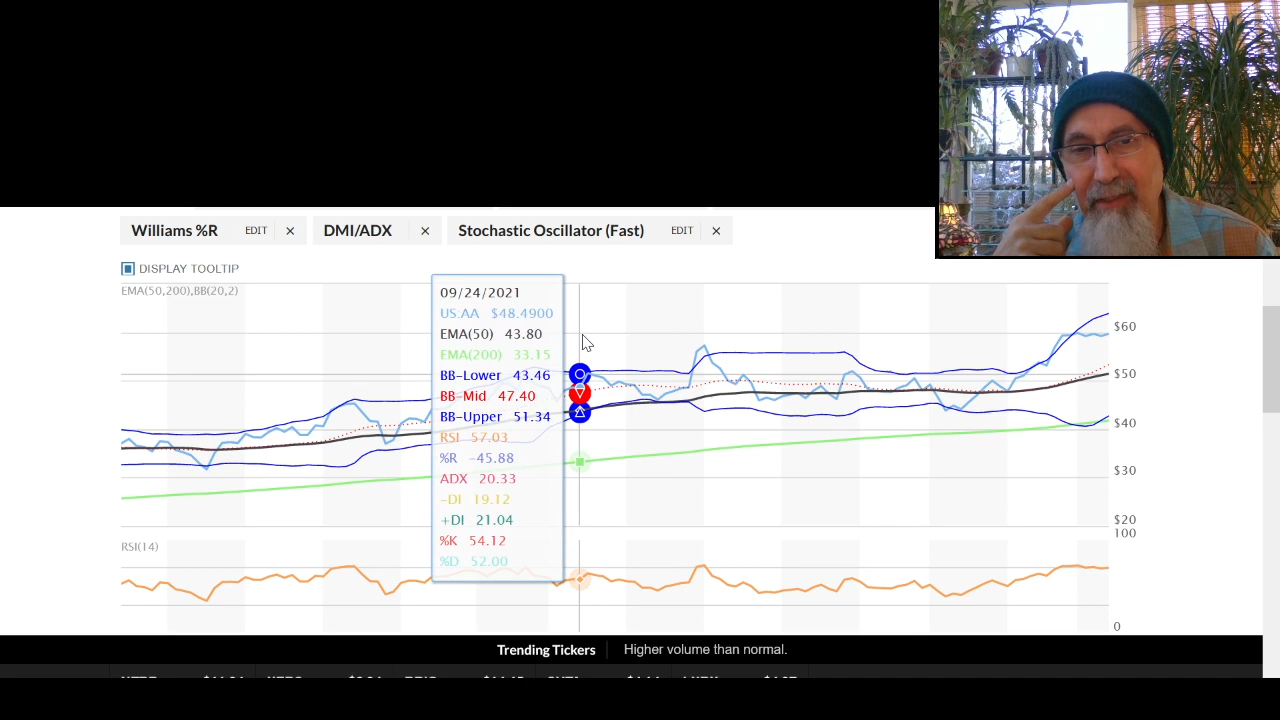 Williams %R EDIT × DMI/ADX × Stochastic Oscillator (Fast) EDIT ×
DISPLAY TOOLTIP
EMA(50,200),BB(20,2)
09/24/2021
US.AA $48.4900
EMA(50) 43.80
EMA(200) 33.15
BB-Lower 43.46
BB-Mid 47.40
BB-Upper 51.34
RSI 57.03
%R -45.88
ADX 20.33
-DI 19.12
+DI 21.04
%K 54.12
%D 52.00
$60
$50
$40
$30
$20
100
RSI(14)
0
Trending Tickers Higher volume than normal.